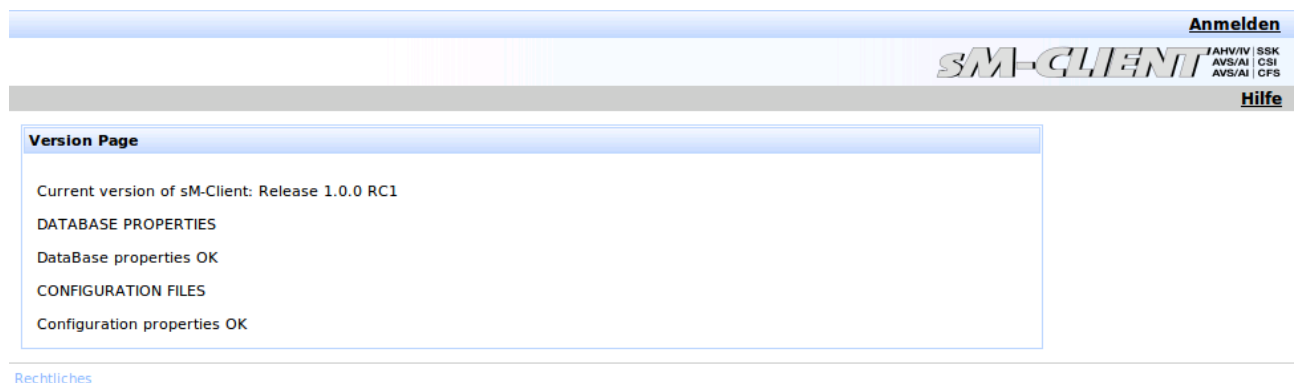 Anmelden
sM-CLIENT AHV/IV | SSK
AVS/AI | CSI
AVS/AI | CFS
Hilfe
Version Page
Current version of sM-Client: Release 1.0.0 RC1
DATABASE PROPERTIES
DataBase properties OK
CONFIGURATION FILES
Configuration properties OK
Rechtliches